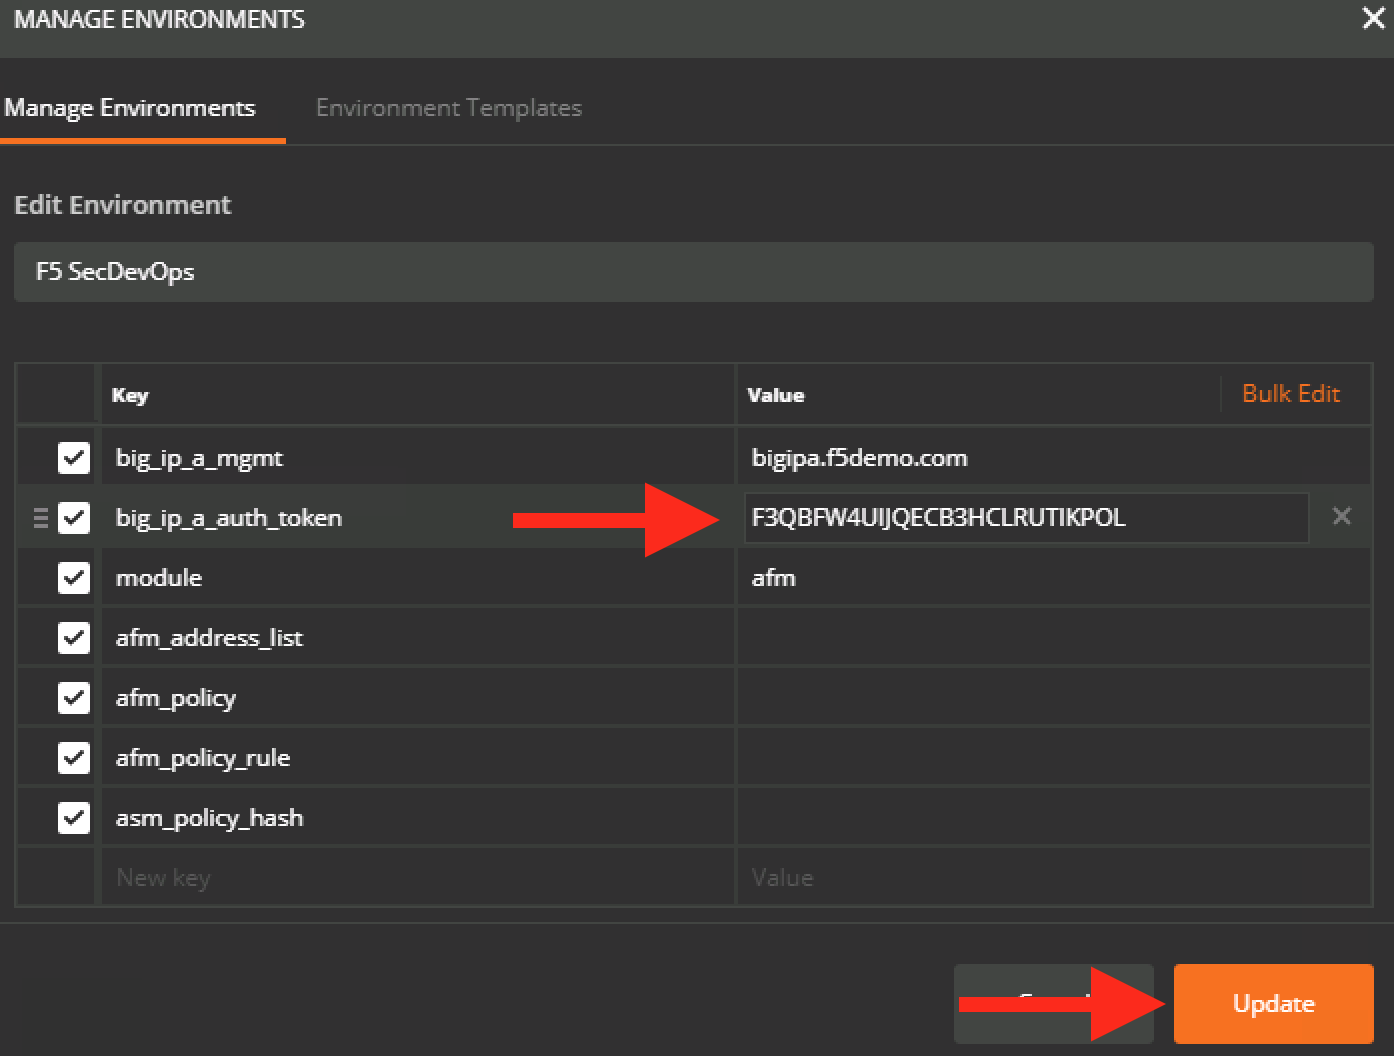 MANAGE ENVIRONMENTS
Manage Environments Environment Templates
Edit Environment
F5 SecDevOps
Key Value Bulk Edit
big_ip_a_mgmt bigipa.f5demo.com
big_ip_a_auth_token F3QBFW4UIJQECB3HCLRUTIKPOL
module afm
afm_address_list
afm_policy
afm_policy_rule
asm_policy_hash
New key Value
Update